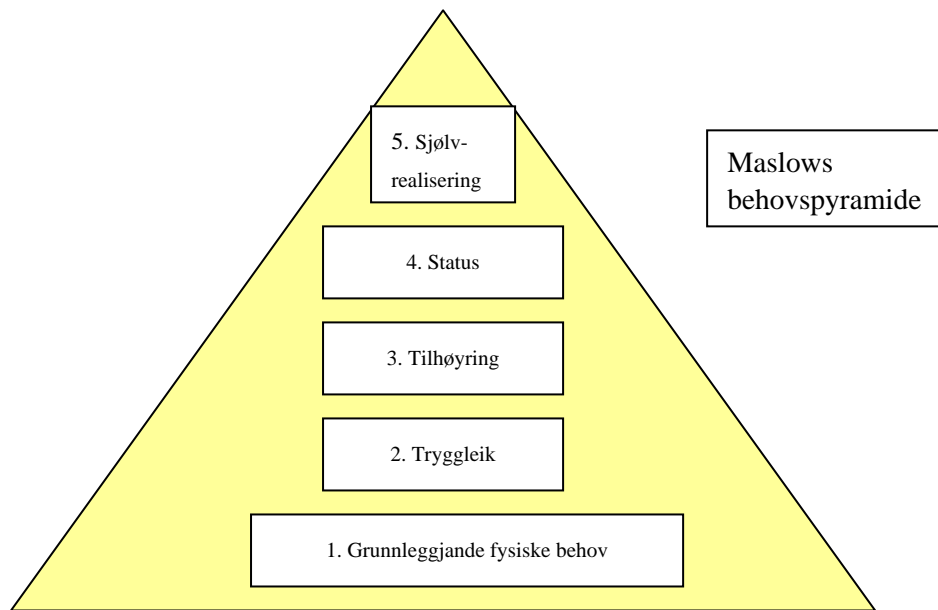 5. Sjølv-
realisering
Maslows
behovspyramide
4. Status
3. Tilhøyring
2. Tryggleik
1. Grunnleggjande fysiske behov